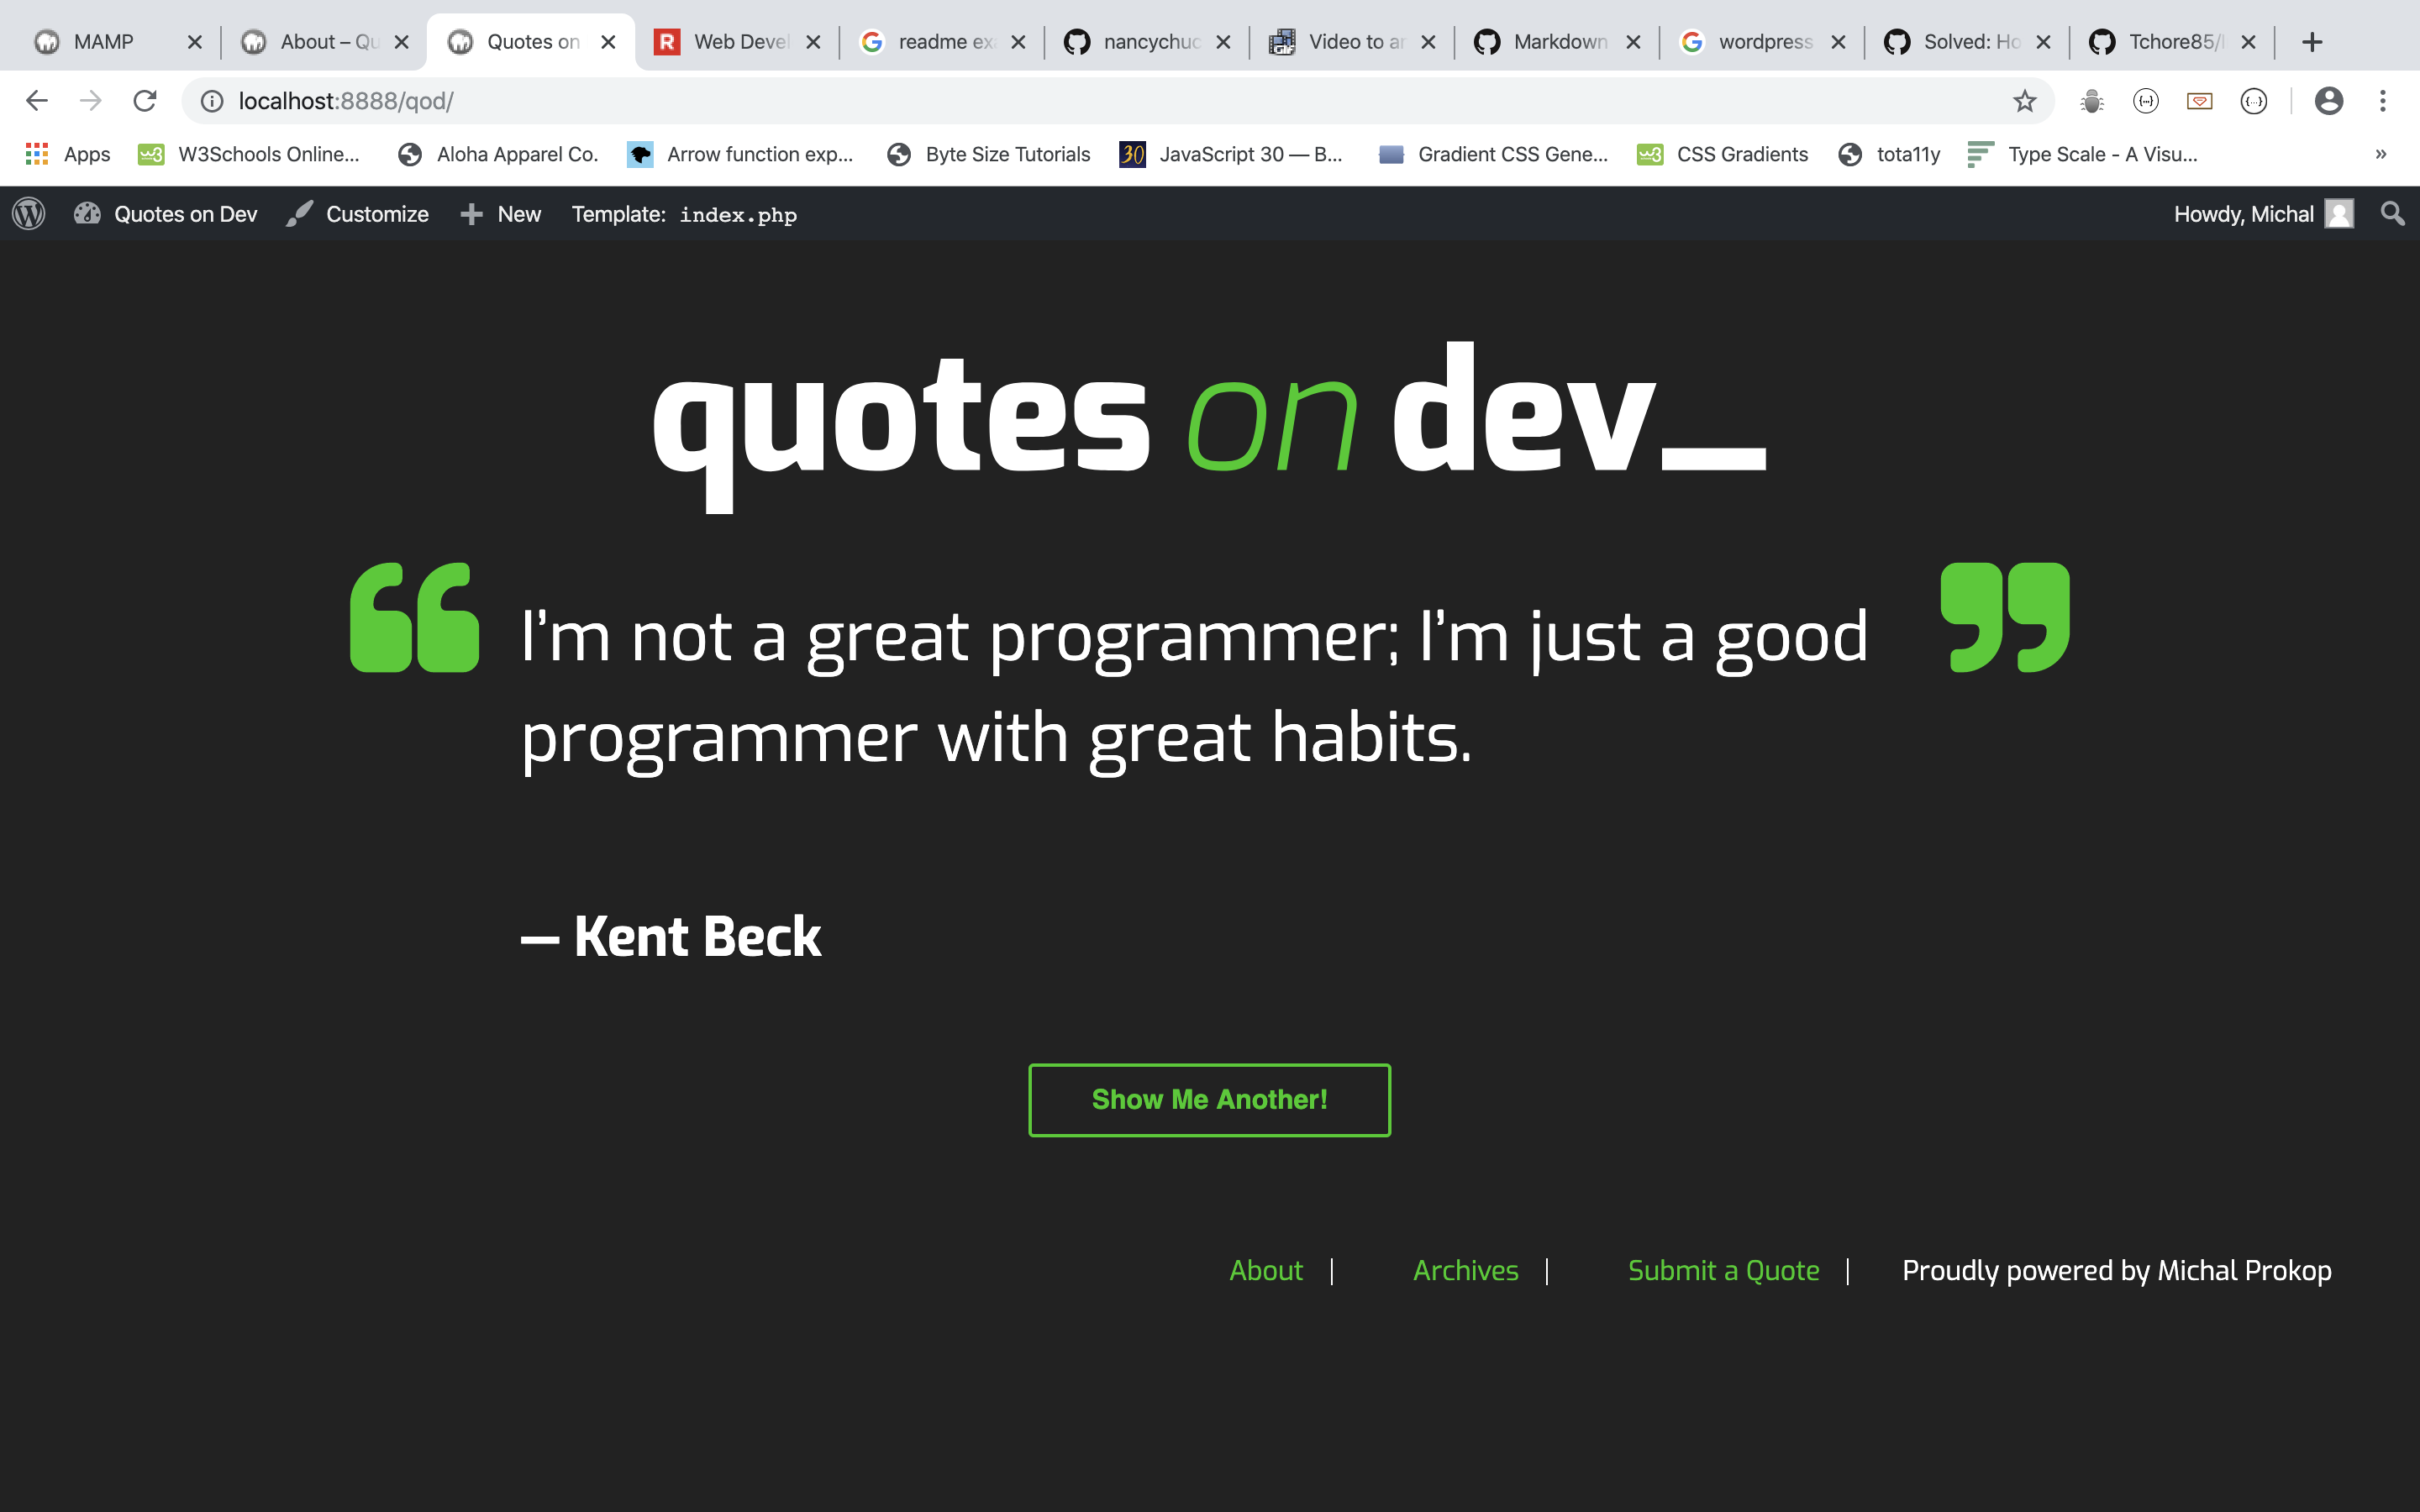 MAMP
About – Qu
Quotes on
Web Devel
readme exa
nancychuc
Video to an
Markdown
wordpress
Solved: Ho
Tchore85/
localhost:8888/qod/
Apps
W3Schools Online...
Aloha Apparel Co.
Arrow function exp...
Byte Size Tutorials
JavaScript 30 — B...
Gradient CSS Gene...
CSS Gradients
tota11y
Type Scale - A Visu...
»
Quotes on Dev
Customize
New
Template: index.php
Howdy, Michal
quotes on dev_
“
I’m not a great programmer; I’m just a good
programmer with great habits.
”
— Kent Beck
Show Me Another!
About |
Archives |
Submit a Quote |
Proudly powered by Michal Prokop